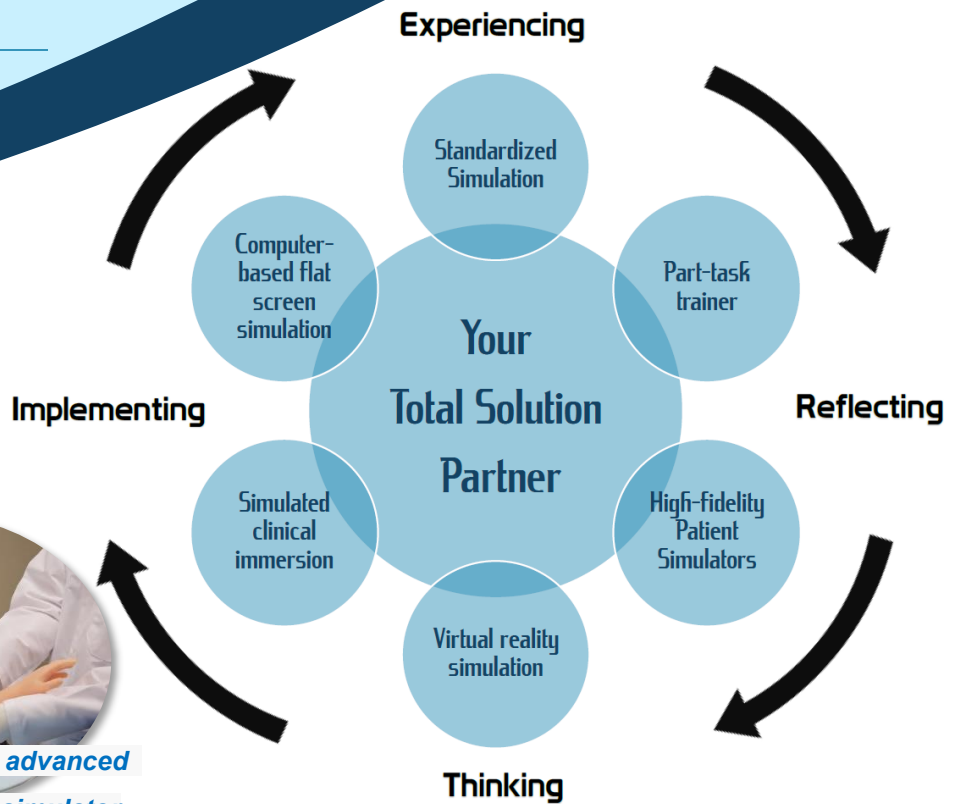 Experiencing
Standardized
Simulation
Computer-
based flat
screen
simulation
Part-task
trainer
Your
Total Solution
Partner
Implementing
Reflecting
Simulated
clinical
immersion
High-fidelity
Patient
Simulators
Virtual reality
simulation
advanced
simulator
Thinking